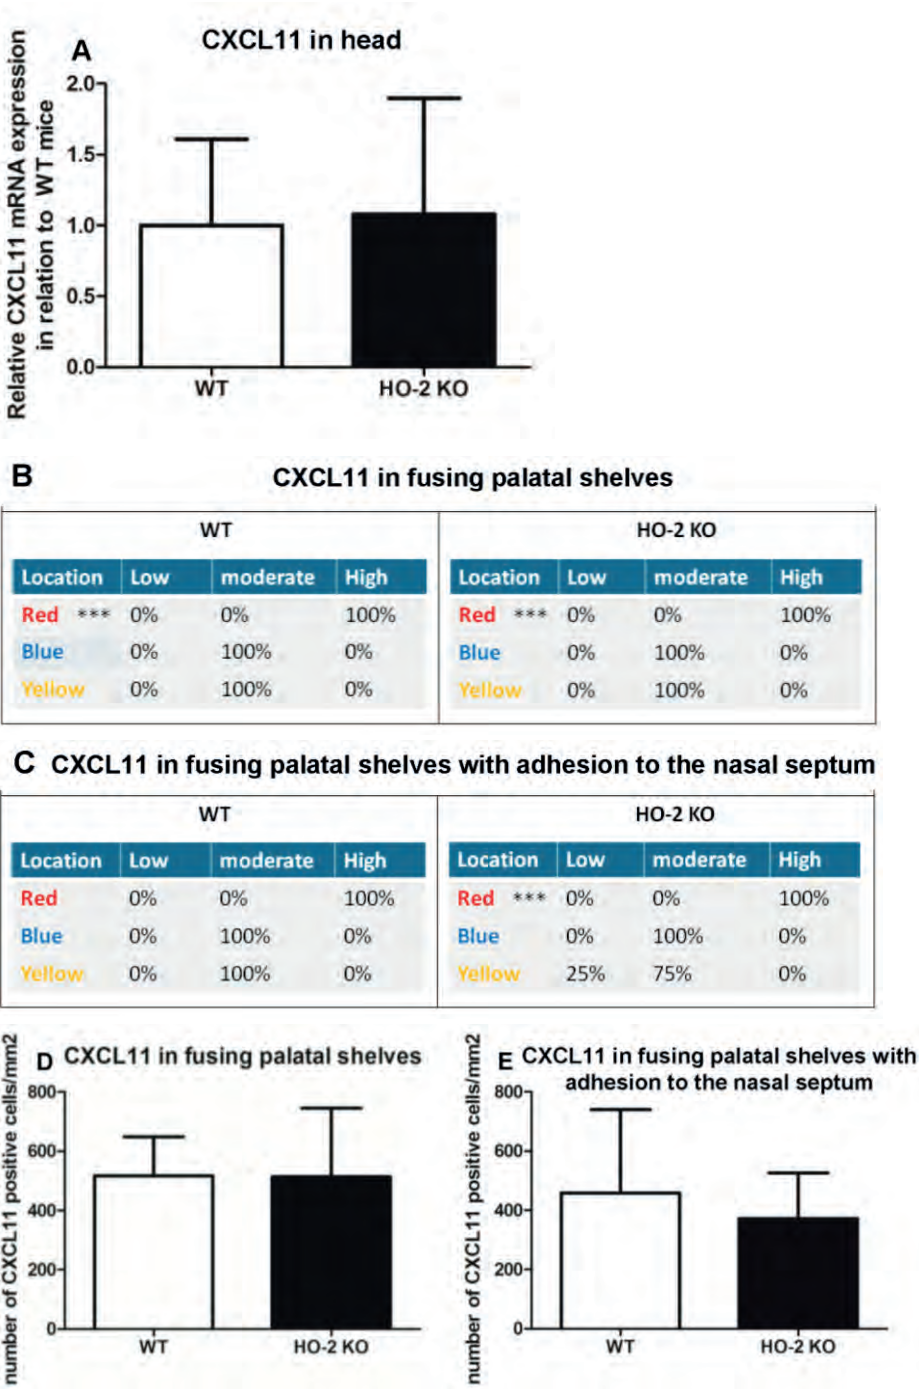 A CXCL11 in head
Relative CXCL11 mRNA expression
in relation to WT mice
2.0
1.5
1.0
0.5
0.0
WT HO-2 KO
B CXCL11 in fusing palatal shelves
WT HO-2 KO
Location Low moderate High Location Low moderate High
Red *** 0% 0% 100% Red *** 0% 0% 100%
Blue 0% 100% 0% Blue 0% 100% 0%
Yellow 0% 100% 0% Yellow 0% 100% 0%
C CXCL11 in fusing palatal shelves with adhesion to the nasal septum
WT HO-2 KO
Location Low moderate High Location Low moderate High
Red 0% 0% 100% Red *** 0% 0% 100%
Blue 0% 100% 0% Blue 0% 100% 0%
Yellow 0% 100% 0% Yellow 25% 75% 0%
D CXCL11 in fusing palatal shelves
number of CXCL11 positive cells/mm2
800
600
400
200
0
WT HO-2 KO
E CXCL11 in fusing palatal shelves with
adhesion to the nasal septum
number of CXCL11 positive cells/mm2
800
600
400
200
0
WT HO-2 KO